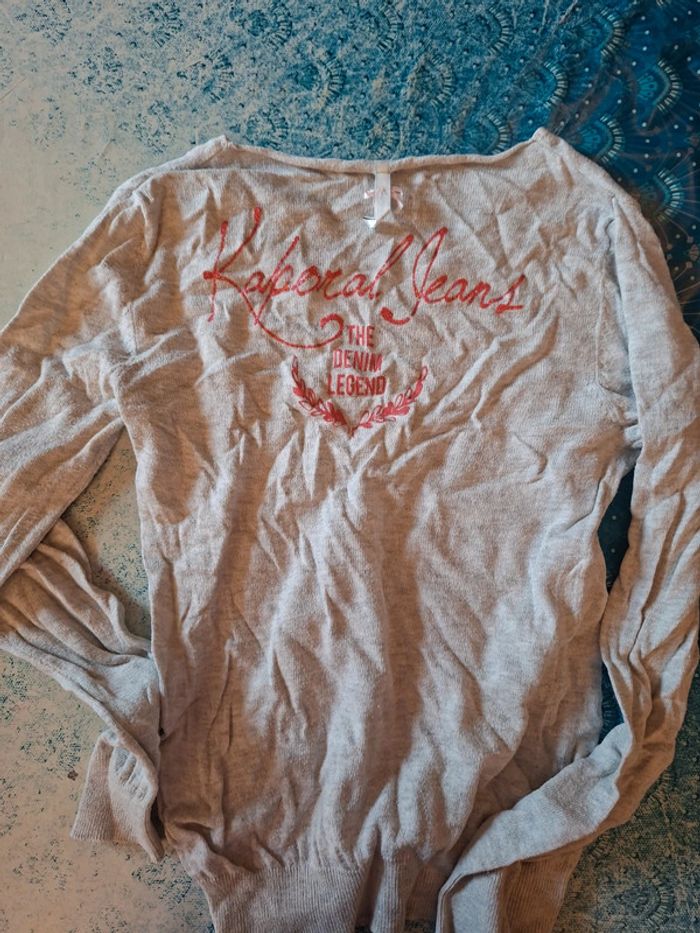 Kaporal Jeans
THE
DENIM
LEGEND